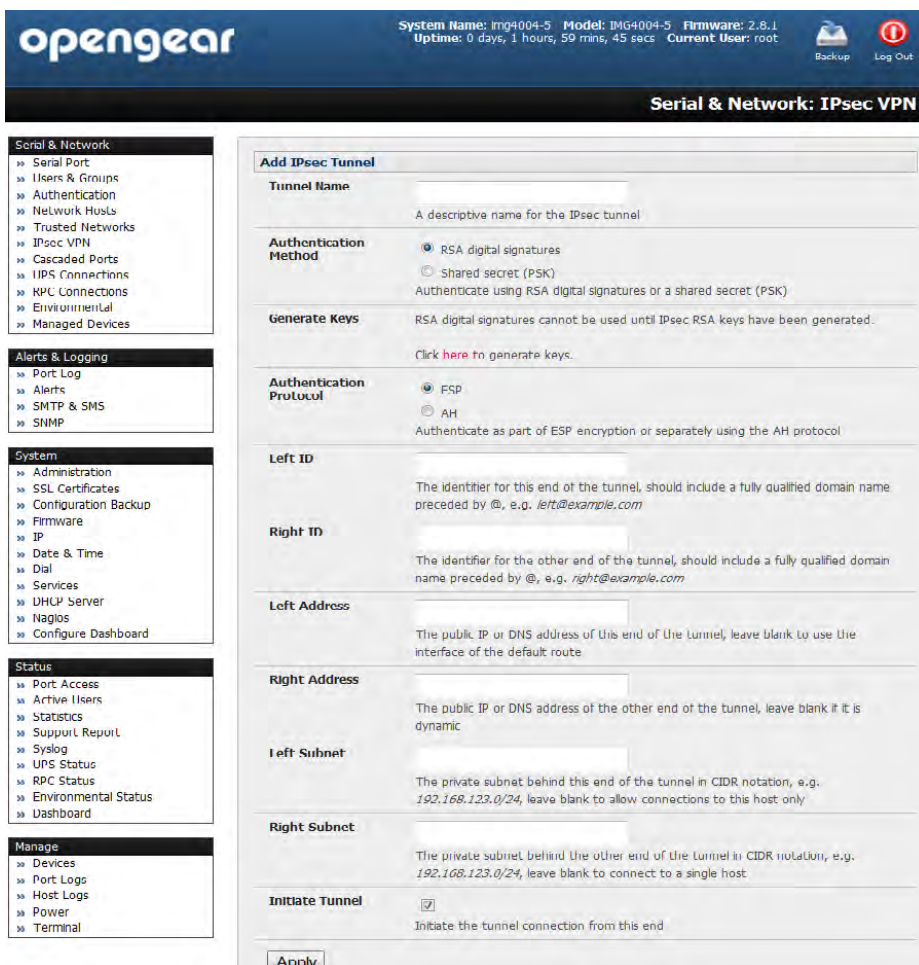 opengear
System Name: img4004-5 Model: IMG4004-5 Firmware: 2.8.1
Uptime: 0 days, 1 hours, 59 mins, 45 secs Current User: root
Backup
Log Out
Serial & Network: IPsec VPN
Serial & Network
» Serial Port
» Users & Groups
» Authentication
» Network Hosts
» Trusted Networks
» IPsec VPN
» Cascaded Ports
» UPS Connections
» RPC Connections
» Environmental
» Managed Devices
Alerts & Logging
» Port Log
» Alerts
» SMTP & SMS
» SNMP
System
» Administration
» SSL Certificates
» Configuration Backup
» Firmware
» IP
» Date & Time
» Dial
» Services
» DHCP Server
» Nagios
» Configure Dashboard
Status
» Port Access
» Active Users
» Statistics
» Support Report
» Syslog
» UPS Status
» RPC Status
» Environmental Status
» Dashboard
Manage
» Devices
» Port Logs
» Host Logs
» Power
» Terminal
Add IPsec Tunnel
Tunnel Name
A descriptive name for the IPsec tunnel
Authentication
Method
RSA digital signatures
Shared secret (PSK)
Authenticate using RSA digital signatures or a shared secret (PSK)
Generate Keys
RSA digital signatures cannot be used until IPsec RSA keys have been generated.
Click here to generate keys.
Authentication
Protocol
ESP
AH
Authenticate as part of ESP encryption or separately using the AH protocol
Left ID
The identifier for this end of the tunnel, should include a fully qualified domain name
preceded by @, e.g. left@example.com
Right ID
The identifier for the other end of the tunnel, should include a fully qualified domain
name preceded by @, e.g. right@example.com
Left Address
The public IP or DNS address of this end of the tunnel, leave blank to use the
interface of the default route
Right Address
The public IP or DNS address of the other end of the tunnel, leave blank if it is
dynamic
Left Subnet
The private subnet behind this end of the tunnel in CIDR notation, e.g.
192.168.123.0/24, leave blank to allow connections to this host only
Right Subnet
The private subnet behind the other end of the tunnel in CIDR notation, e.g.
192.168.123.0/24, leave blank to connect to a single host
Initiate Tunnel
Initiate the tunnel connection from this end
Apply